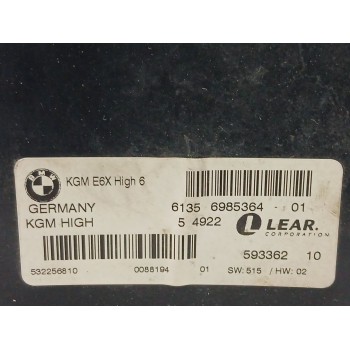 BMW KGM E6X High 6
GERMANY 6135 6985364 - 01
KGM HIGH 5 4922 LEAR.
CORPORATION
593362 10
532256810 0088194 01 SW: 515 / HW: 02